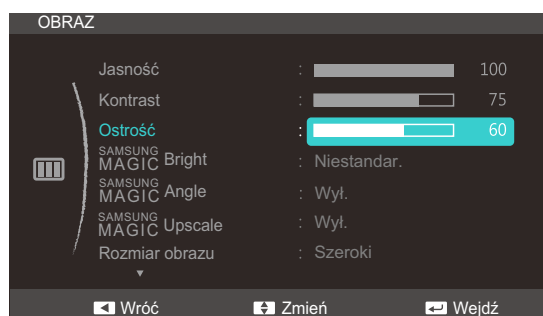 OBRAZ
Jasność : 100
Kontrast : 75
Ostrość : 60
SAMSUNG MAGIC Bright : Niestandar.
SAMSUNG MAGIC Angle : Wył.
SAMSUNG MAGIC Upscale : Wył.
Rozmiar obrazu : Szeroki
Wróć Zmień Wejdź